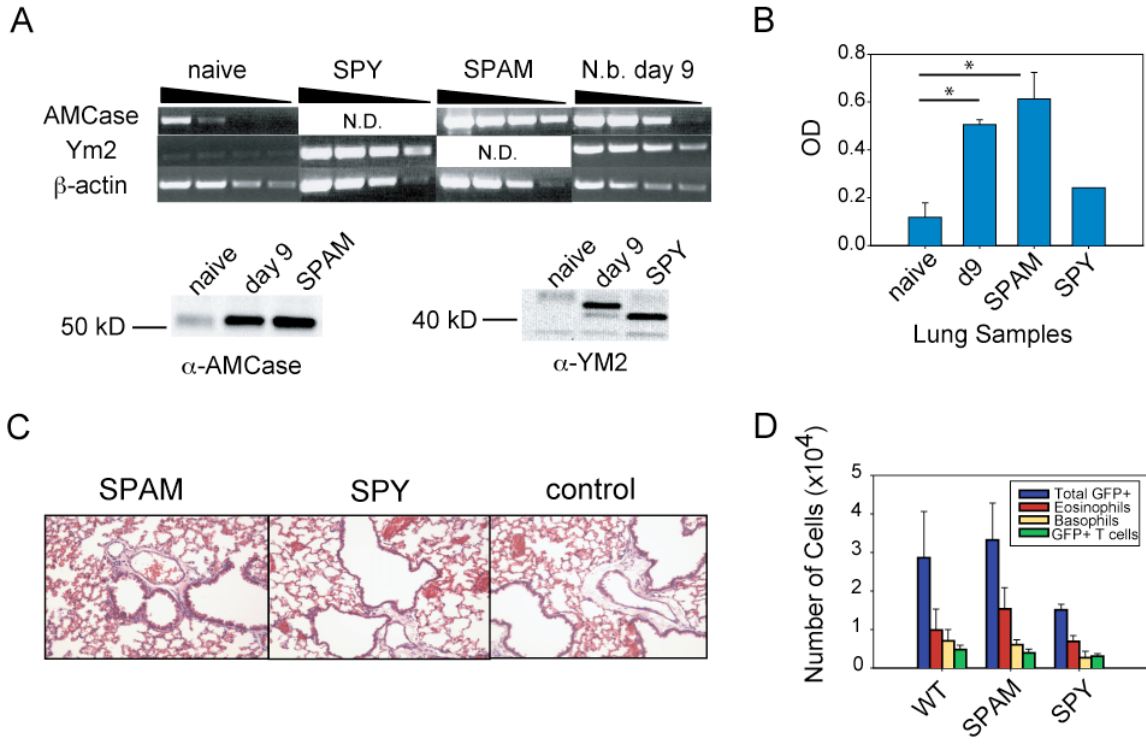 A
naive SPY SPAM N.b. day 9
AMCase N.D.
Ym2 N.D.
β-actin
naive day 9 SPAM
50 kD
α-AMCase
naive day 9 SPY
40 kD
α-YM2
B
OD
0.8
0.6
0.4
0.2
0.0
* *
naive d9 SPAM SPY
Lung Samples
C
SPAM SPY control
D
Number of Cells (x10⁴)
5
4
3
2
1
0
Total GFP+
Eosinophils
Basophils
GFP+ T cells
WT SPAM SPY